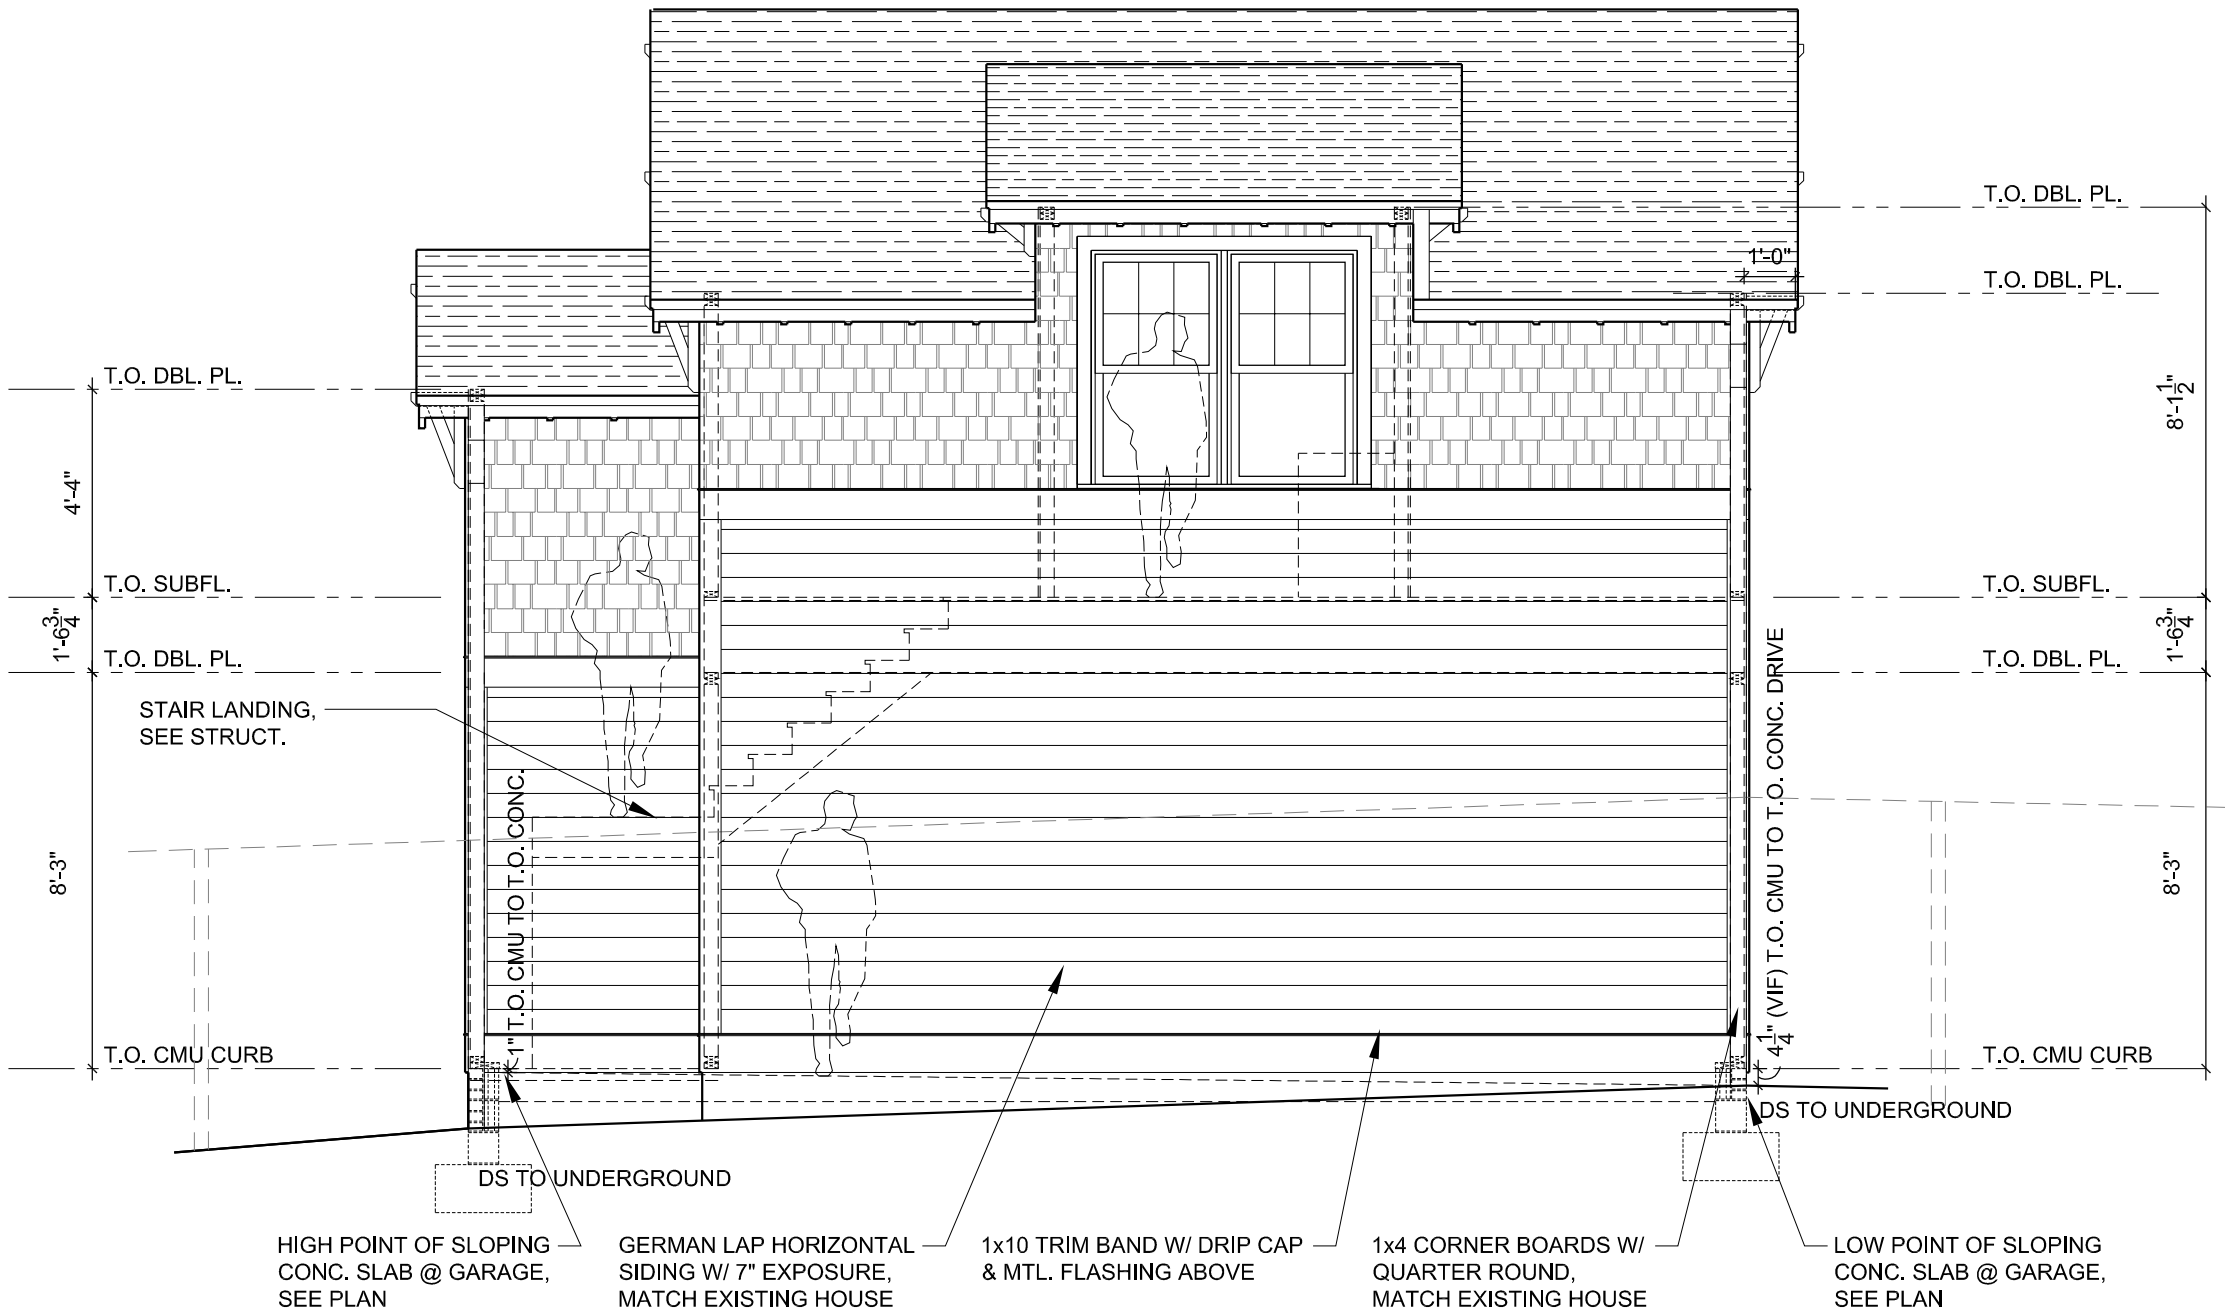 T.O. DBL. PL.
1'-0"
T.O. DBL. PL.
8'-1 1/2"
T.O. DBL. PL.
4'-4"
T.O. SUBFL.
T.O. SUBFL.
1'-6 3/4"
1'-6 3/4"
T.O. DBL. PL.
T.O. DBL. PL.
STAIR LANDING,
SEE STRUCT.
8'-3"
8'-3"
1" T.O. CMU TO T.O. CONC.
4 1/4" (VIF) T.O. CMU TO T.O. CONC. DRIVE
T.O. CMU CURB
T.O. CMU CURB
DS TO UNDERGROUND
DS TO UNDERGROUND
HIGH POINT OF SLOPING
CONC. SLAB @ GARAGE,
SEE PLAN
GERMAN LAP HORIZONTAL
SIDING W/ 7" EXPOSURE,
MATCH EXISTING HOUSE
1x10 TRIM BAND W/ DRIP CAP
& MTL. FLASHING ABOVE
1x4 CORNER BOARDS W/
QUARTER ROUND,
MATCH EXISTING HOUSE
LOW POINT OF SLOPING
CONC. SLAB @ GARAGE,
SEE PLAN